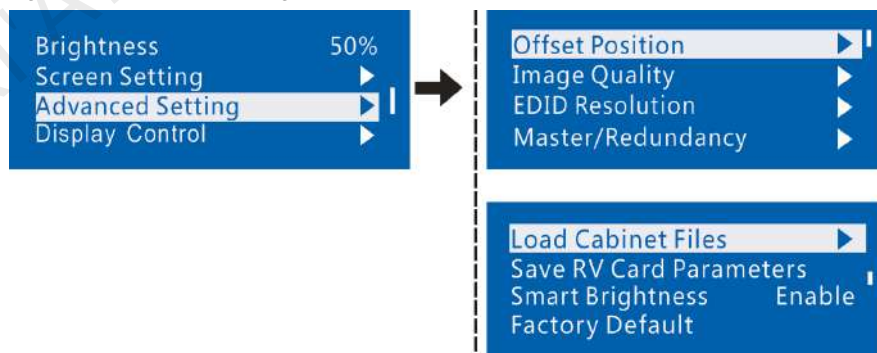 Brightness 50%
Screen Setting
Advanced Setting
Display Control
Offset Position
Image Quality
EDID Resolution
Master/Redundancy
Load Cabinet Files
Save RV Card Parameters
Smart Brightness Enable
Factory Default